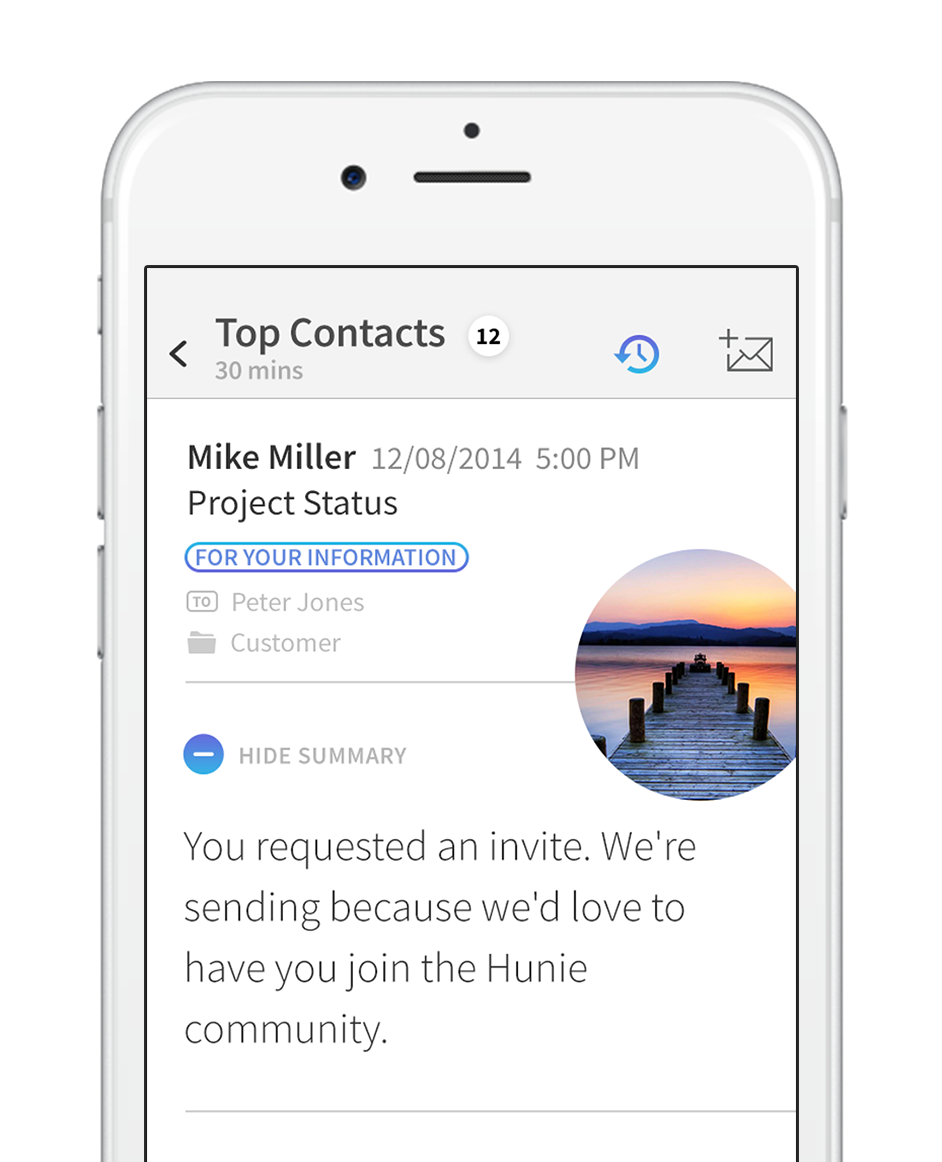 Top Contacts 12
30 mins
Mike Miller 12/08/2014 5:00 PM
Project Status
FOR YOUR INFORMATION
TO Peter Jones
Customer
HIDE SUMMARY
You requested an invite. We're
sending because we'd love to
have you join the Hunie
community.